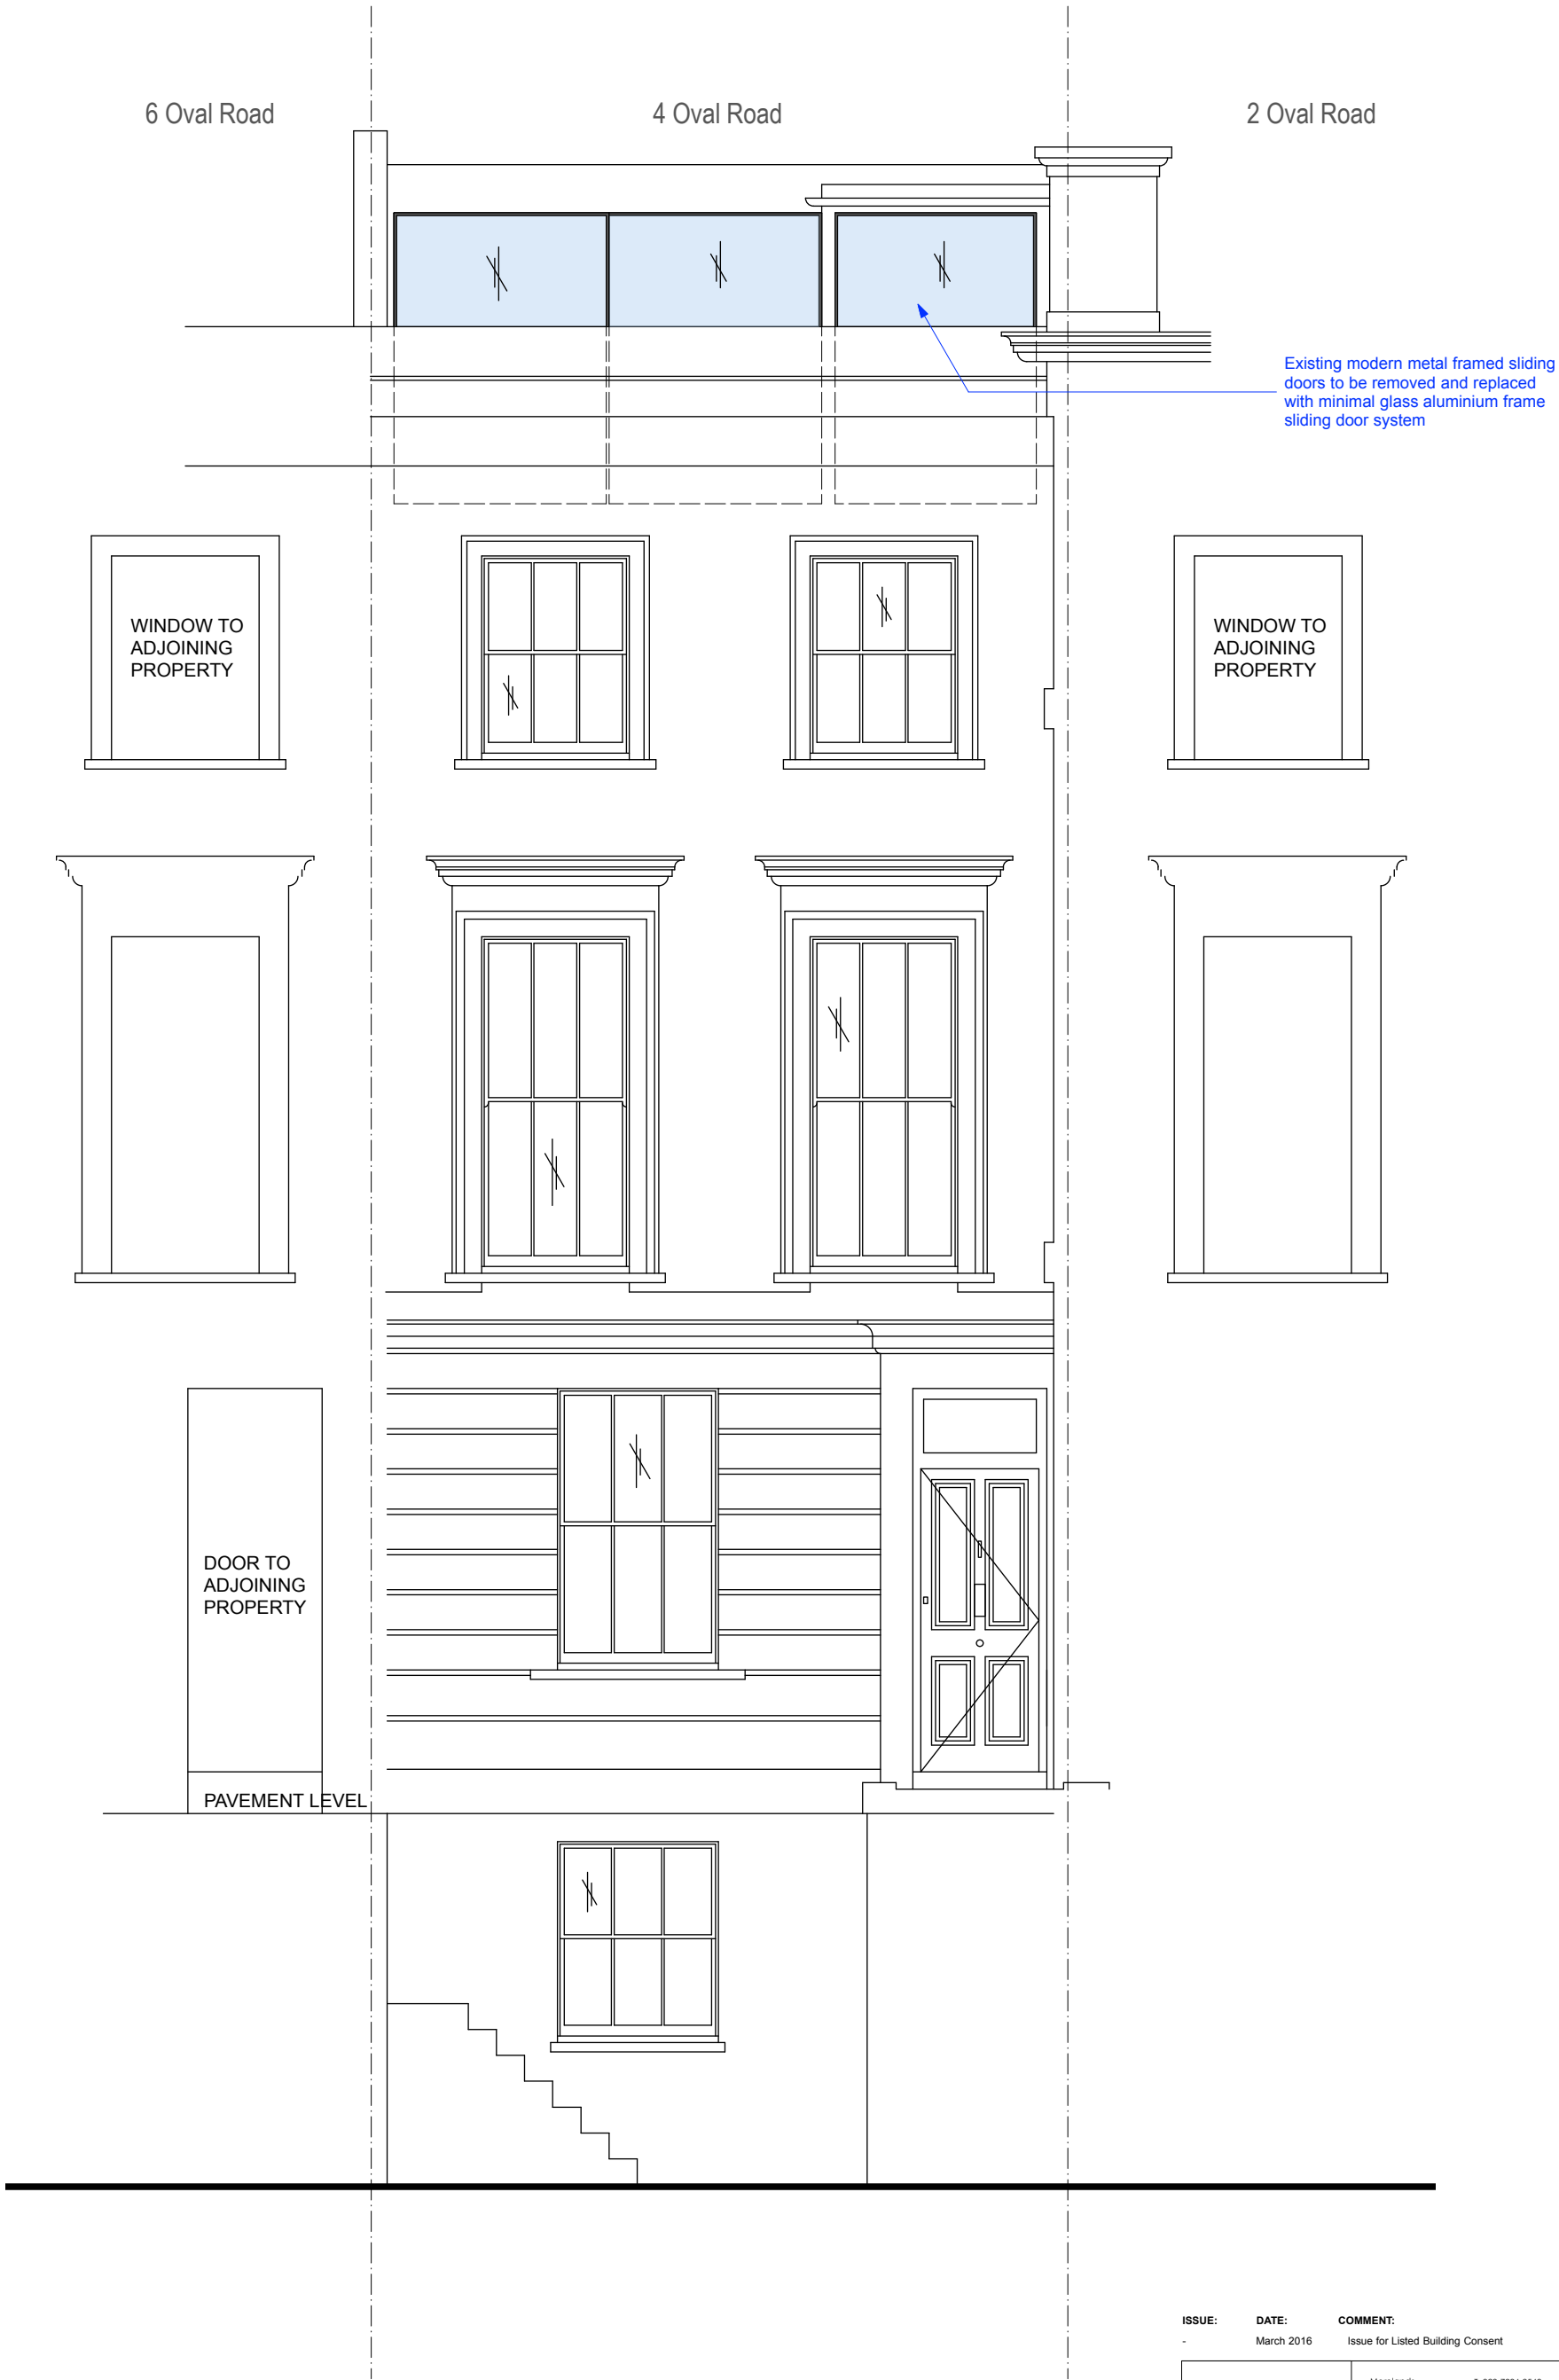 6 Oval Road
4 Oval Road
2 Oval Road
Existing modern metal framed sliding
doors to be removed and replaced
with minimal glass aluminium frame
sliding door system
WINDOW TO
ADJOINING
PROPERTY
WINDOW TO
ADJOINING
PROPERTY
DOOR TO
ADJOINING
PROPERTY
PAVEMENT LEVEL
ISSUE: DATE: COMMENT:
- March 2016 Issue for Listed Building Consent